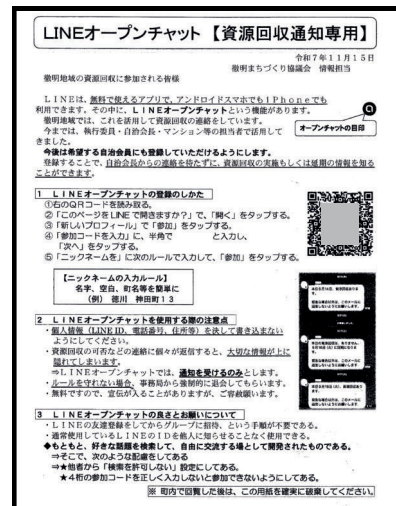 LINEオープンチャット【資源回収通知専用】
令和7年11月15日
徹明まちづくり協議会 情報担当
徹明地域の資源回収に参加される皆様
LINEは、無料で使えるアプリで、アンドロイドスマホでもiPhoneでも
利用できます。その中に、LINEオープンチャットという機能があります。
徹明地域では、これを活用して資源回収の連絡をしています。
今までは、執行委員・自治会長・マンション等の担当者で活用して
きました。
オープンチャットの目印
今後は希望する自治会員にも登録していただけるようにします。
登録することで、自治会長からの連絡を待たずに、資源回収の実施もしくは延期の情報を知る
ことができます。
1 LINEオープンチャットの登録のしかた
①右のQRコードを読み取る。
②「このページをLINEで開きますか?」で、「開く」をタップする。
③「新しいプロフィール」で「参加」をタップする。
④「参加コードを入力」に、半角で と入力し、
「次へ」をタップする。
⑤「ニックネームを」に次のルールで入力して、「参加」をタップする。
【ニックネームの入力ルール】
名字、空白、町名等を簡単に
(例) 徳川 神田町13
2 LINEオープンチャットを使用する際の注意点
・個人情報(LINE ID、電話番号、住所等)を決して書き込まない
ようにしてください。
・資源回収の可否などの連絡に個々が返信すると、大切な情報が上に
隠れてしまいます。
⇒LINEオープンチャットでは、通知を受けるのみとします。
・ルールを守れない場合、事務局から強制的に退会してもらいます。
・無料ですので、宣伝が入ることがありますが、ご容赦願います。
3 LINEオープンチャットの良さとお願いについて
・LINEの友達登録をしてからグループに招待、という手順が不要である。
・通常使用しているLINEのIDを他人に知らせることなく使用できる。
◆もともと、好きな話題を検索して、自由に交流する場として開発されたものである。
⇒そこで、次のような配慮をしてある
⇒★他者から「検索を許可しない」設定にしてある。
★4桁の参加コードを正しく入力しないと参加できないようにしてある。
※ 町内で回覧した後は、この用紙を確実に破棄してください。